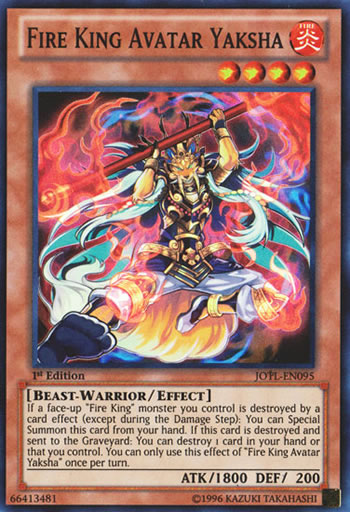 FIRE KING AVATAR YAKSHA
FIRE
炎
1st Edition
JOTL-EN095
[BEAST-WARRIOR/EFFECT]
If a face-up "Fire King" monster you control is destroyed by a
card effect (except during the Damage Step): You can Special
Summon this card from your hand. If this card is destroyed and
sent to the Graveyard: You can destroy 1 card in your hand or
that you control. You can only use this effect of "Fire King Avatar
Yaksha" once per turn.
ATK/1800 DEF/ 200
66413481
©1996 KAZUKI TAKAHASHI